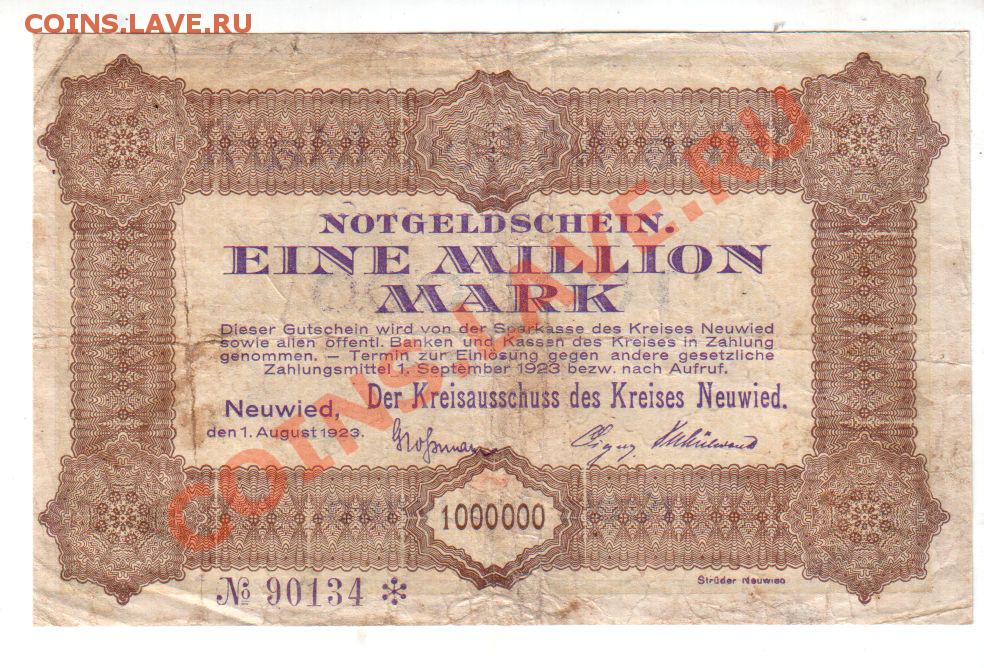 COINS.LAVE.RU
NOTGELDSCHEIN.
EINE MILLION
MARK
Dieser Gutschein wird von der Sparkasse des Kreises Neuwied
sowie allen öffentl. Banken und Kassen des Kreises in Zahlung
genommen. — Termin zur Einlösung gegen andere gesetzliche
Zahlungsmittel 1. September 1923 bezw. nach Aufruf.
Der Kreisausschuss des Kreises Neuwied.
Neuwied,
den 1. August 1923.
Großmann
1000000
№ 90134 *
Strüder Neuwied
COINS.LAVE.RU